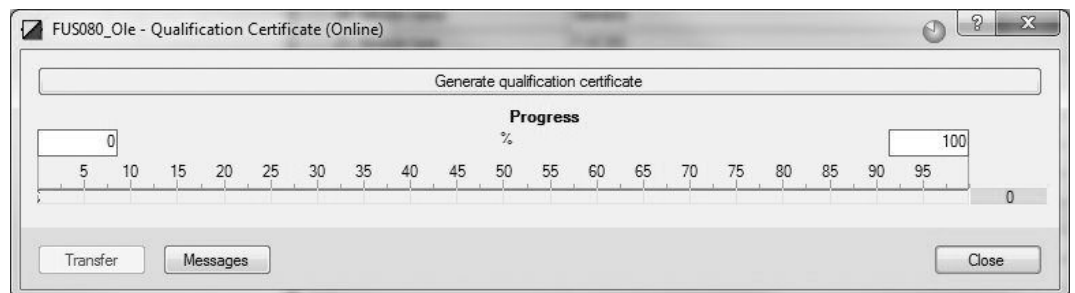 FUS080_Ole - Qualification Certificate (Online)
?
Generate qualification certificate
Progress
%
0
100
5 10 15 20 25 30 35 40 45 50 55 60 65 70 75 80 85 90 95
0
Transfer
Messages
Close